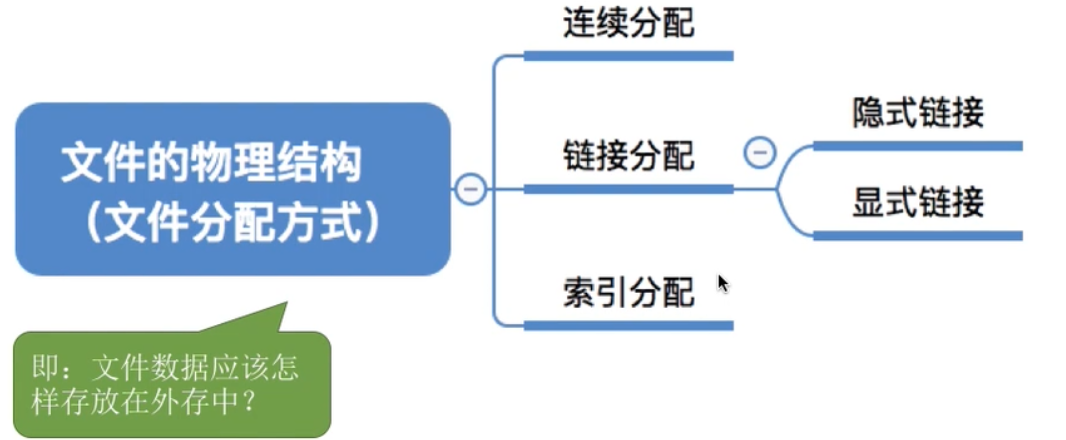 连续分配
隐式链接
文件的物理结构
（文件分配方式）
链接分配
显式链接
索引分配
即：文件数据应该怎
样存放在外存中？